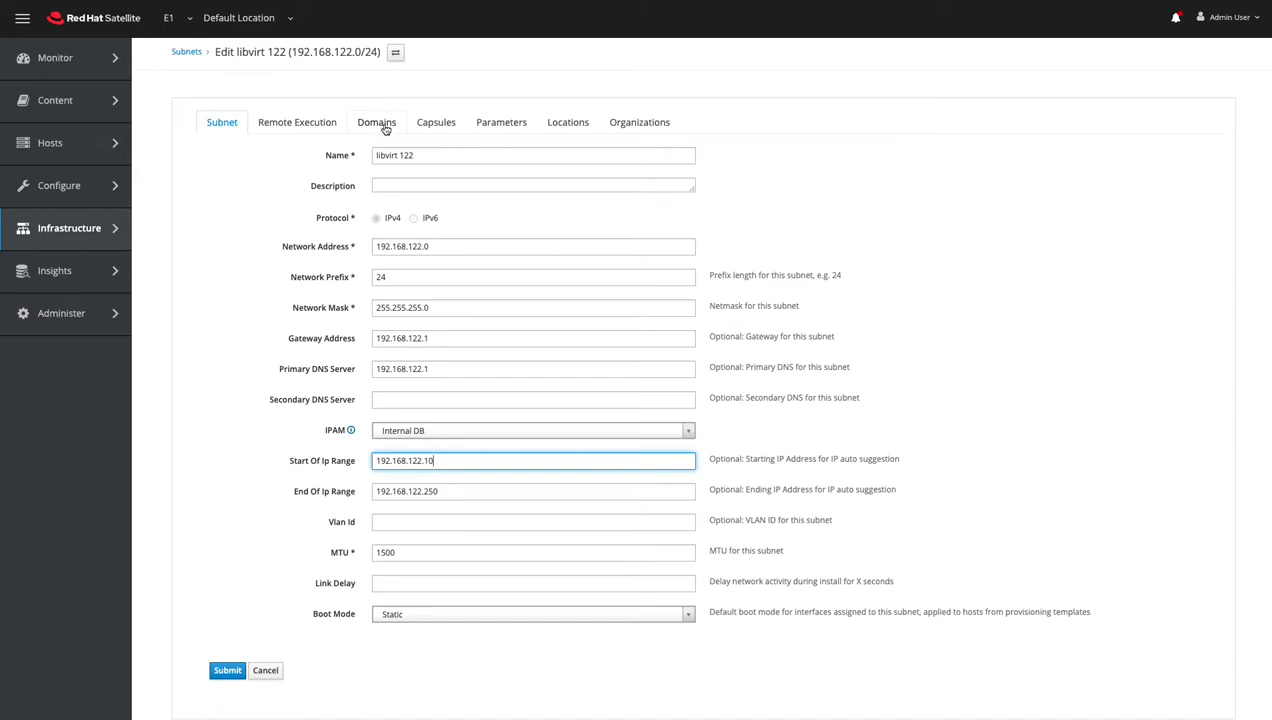 Red Hat Satellite E1 Default Location Admin User
Monitor
Content
Hosts
Configure
Infrastructure
Insights
Administer
Subnets › Edit libvirt 122 (192.168.122.0/24)
Subnet Remote Execution Domains Capsules Parameters Locations Organizations
Name * libvirt 122
Description
Protocol * IPv4 IPv6
Network Address * 192.168.122.0
Network Prefix * 24 Prefix length for this subnet, e.g. 24
Network Mask * 255.255.255.0 Netmask for this subnet
Gateway Address 192.168.122.1 Optional: Gateway for this subnet
Primary DNS Server 192.168.122.1 Optional: Primary DNS for this subnet
Secondary DNS Server Optional: Secondary DNS for this subnet
IPAM Internal DB
Start Of Ip Range 192.168.122.10 Optional: Starting IP Address for IP auto suggestion
End Of Ip Range 192.168.122.250 Optional: Ending IP Address for IP auto suggestion
Vlan Id Optional: VLAN ID for this subnet
MTU * 1500 MTU for this subnet
Link Delay Delay network activity during install for X seconds
Boot Mode Static Default boot mode for interfaces assigned to this subnet, applied to hosts from provisioning templates
Submit Cancel